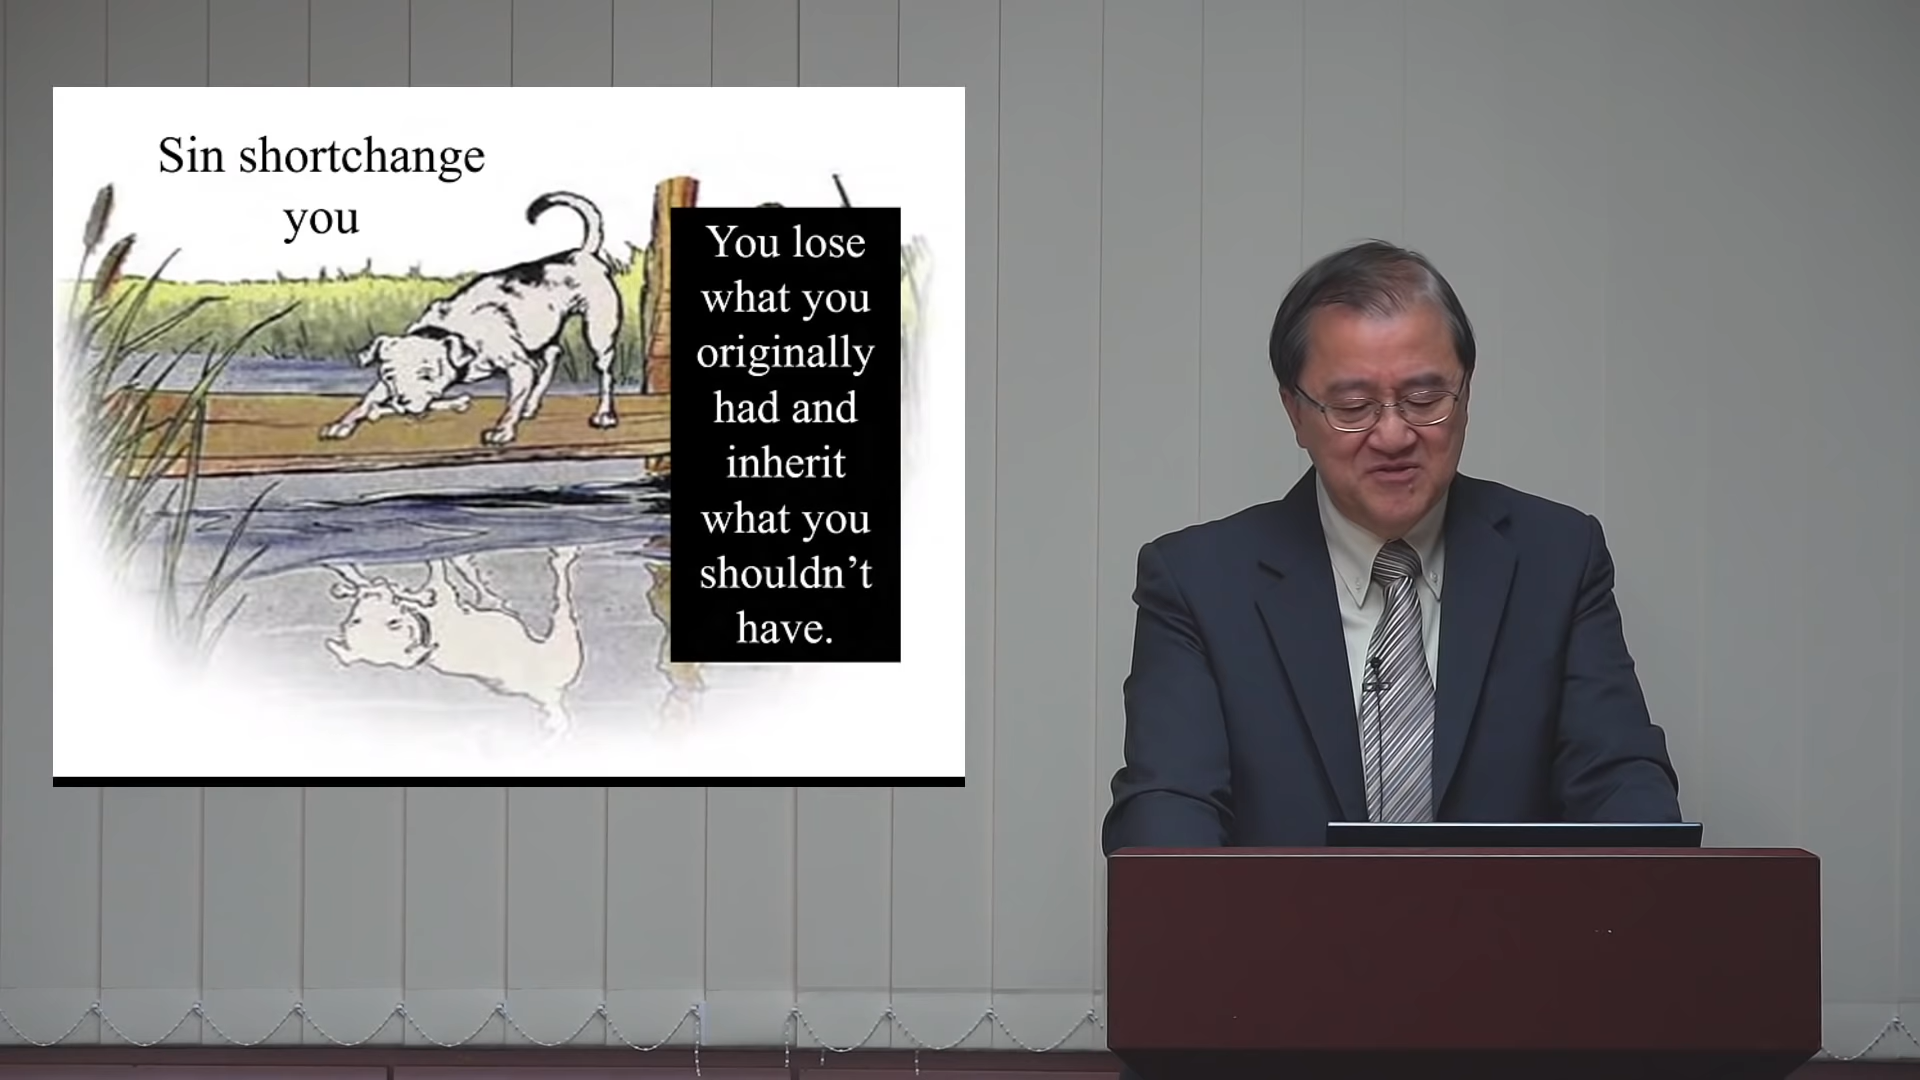 Sin shortchange
you
You lose
what you
originally
had and
inherit
what you
shouldn’t
have.